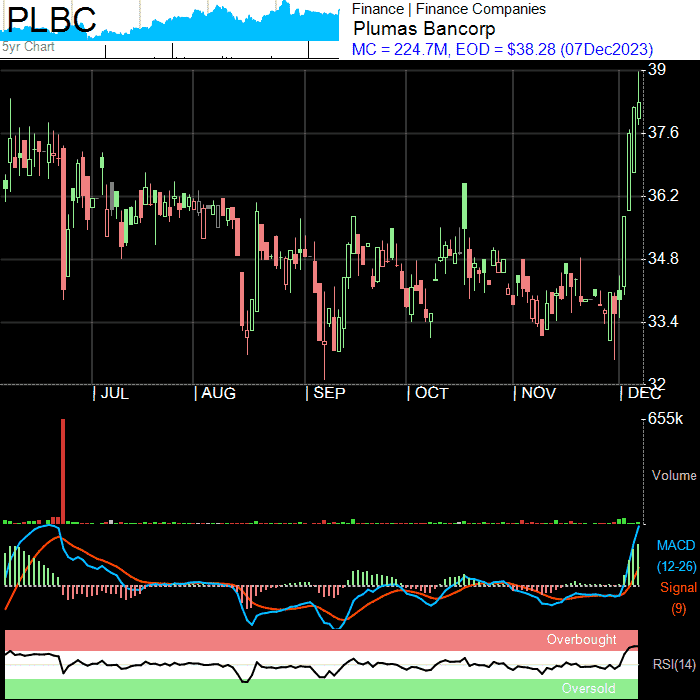 PLBC
5yr Chart
Finance | Finance Companies
Plumas Bancorp
MC = 224.7M, EOD = $38.28 (07Dec2023)
39
37.6
36.2
34.8
33.4
32
| JUL | AUG | SEP | OCT | NOV | DEC
655k
Volume
MACD
(12-26)
Signal
(9)
Overbought
RSI(14)
Oversold